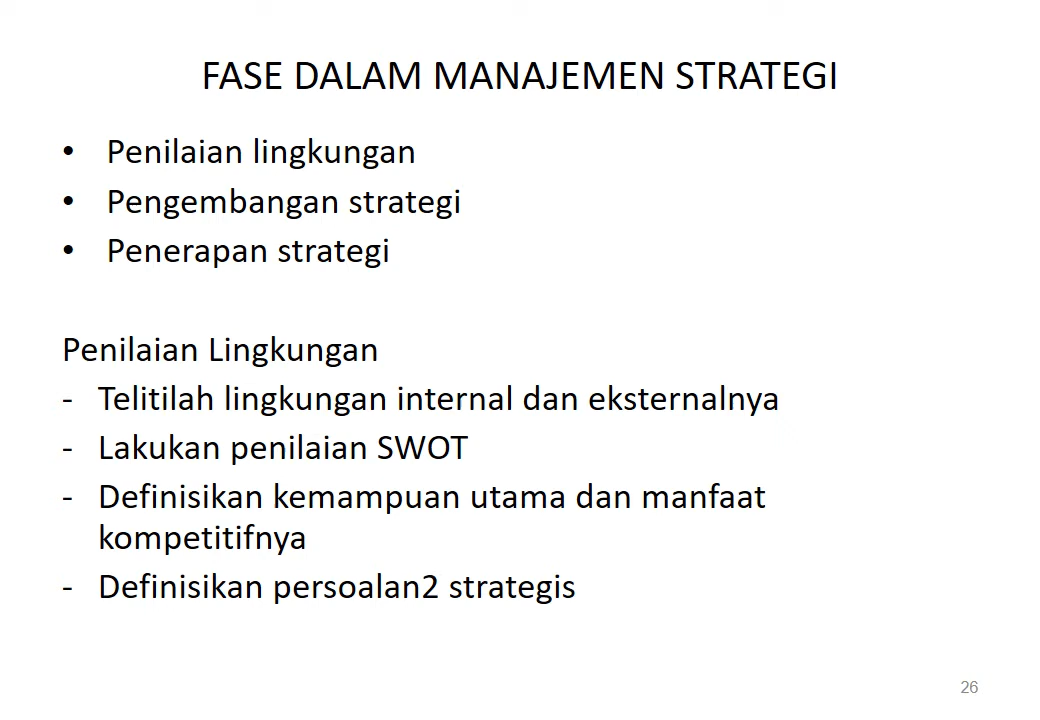 FASE DALAM MANAJEMEN STRATEGI
• Penilaian lingkungan
• Pengembangan strategi
• Penerapan strategi
Penilaian Lingkungan
- Telitilah lingkungan internal dan eksternalnya
- Lakukan penilaian SWOT
- Definisikan kemampuan utama dan manfaat
kompetitifnya
- Definisikan persoalan2 strategis
26